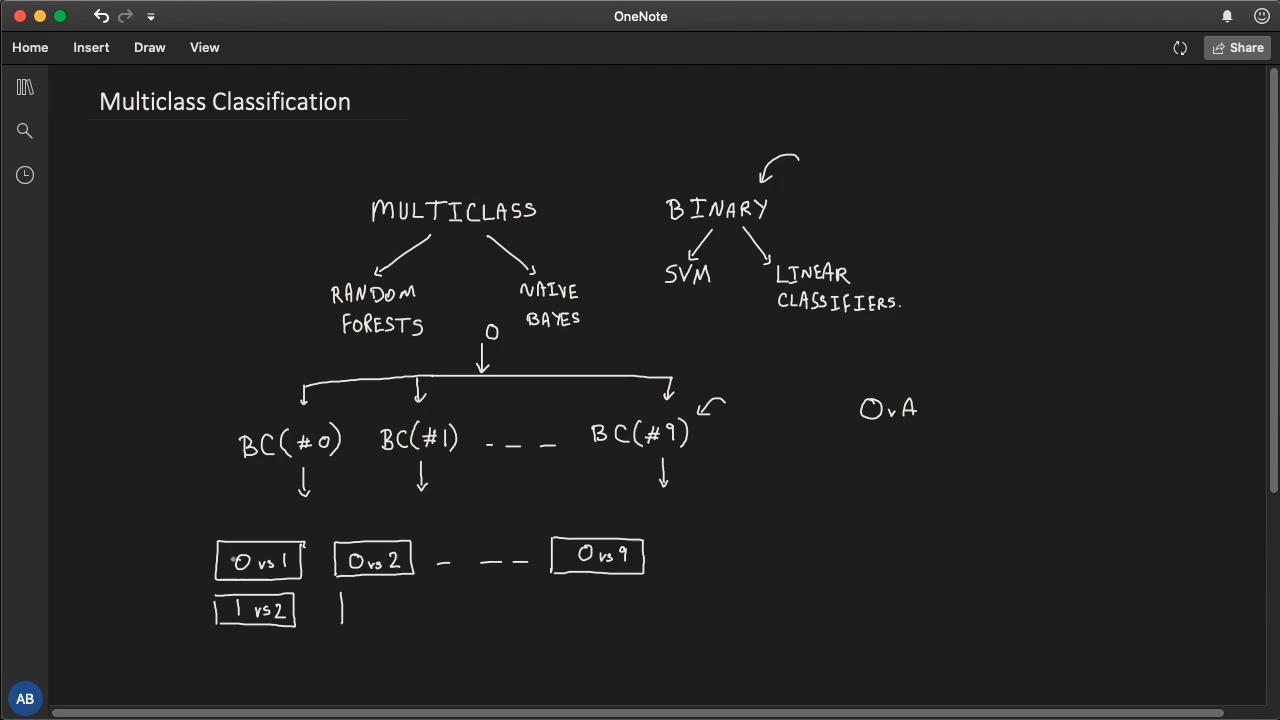 OneNote
Home Insert Draw View Share
Multiclass Classification
MULTICLASS BINARY
RANDOM FORESTS
NAIVE BAYES
SVM
LINEAR CLASSIFIERS.
0
BC(#0) BC(#1) - - - BC(#9)
OvA
0 vs 1 0 vs 2 - - - 0 vs 9
1 vs 2
AB